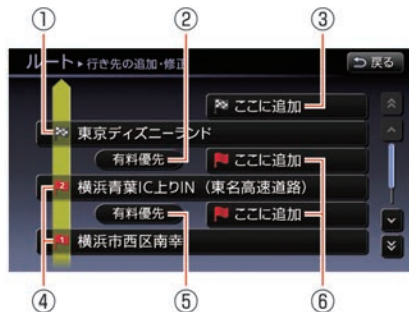 ① ② ③
ルート▸行き先の追加・修正 戻る
ここに追加
東京ディズニーランド
有料優先 ここに追加
2 横浜青葉IC上りIN（東名高速道路）
有料優先 ここに追加
1 横浜市西区南幸
④ ⑤ ⑥